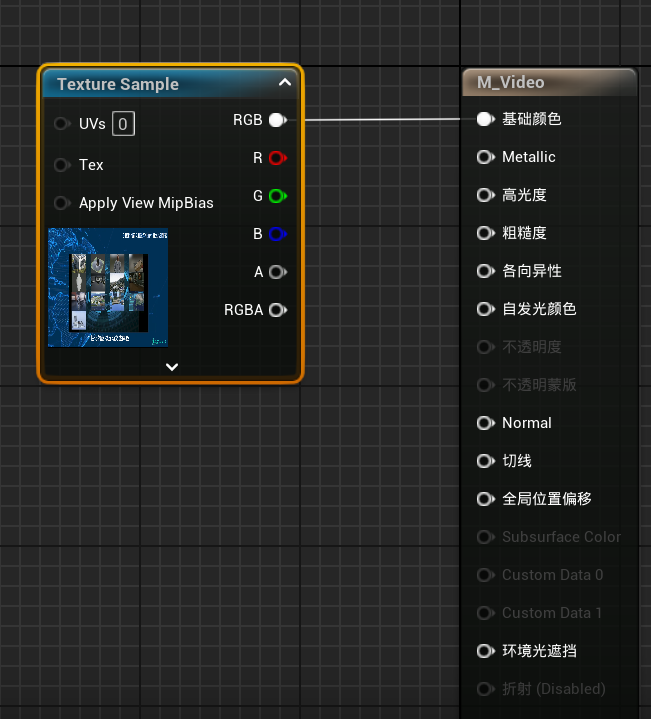 Texture Sample
UVs 0
Tex
Apply View MipBias
RGB
R
G
B
A
RGBA
M_Video
基础颜色
Metallic
高光度
粗糙度
各向异性
自发光颜色
不透明度
不透明蒙版
Normal
切线
全局位置偏移
Subsurface Color
Custom Data 0
Custom Data 1
环境光遮挡
折射 (Disabled)